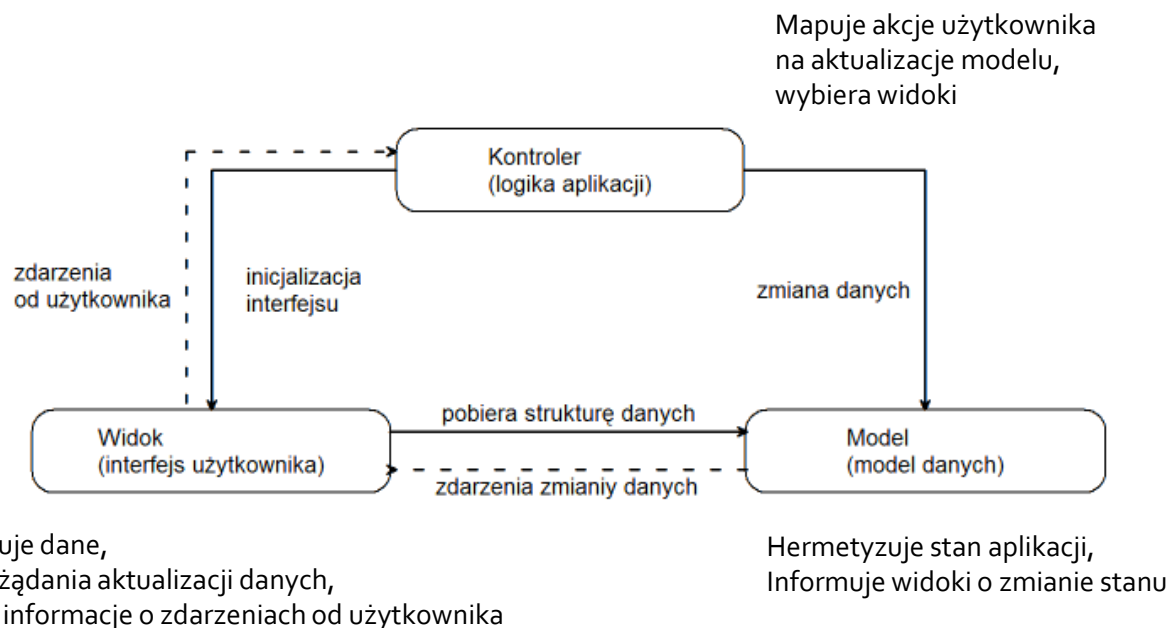 Mapuje akcje użytkownika
na aktualizacje modelu,
wybiera widoki
Kontroler
(logika aplikacji)
zdarzenia
od użytkownika
inicjalizacja
interfejsu
zmiana danych
pobiera strukturę danych
Widok
(interfejs użytkownika)
Model
(model danych)
zdarzenia zmianiy danych
uje dane,
żądania aktualizacji danych,
informacje o zdarzeniach od użytkownika
Hermetyzuje stan aplikacji,
Informuje widoki o zmianie stanu